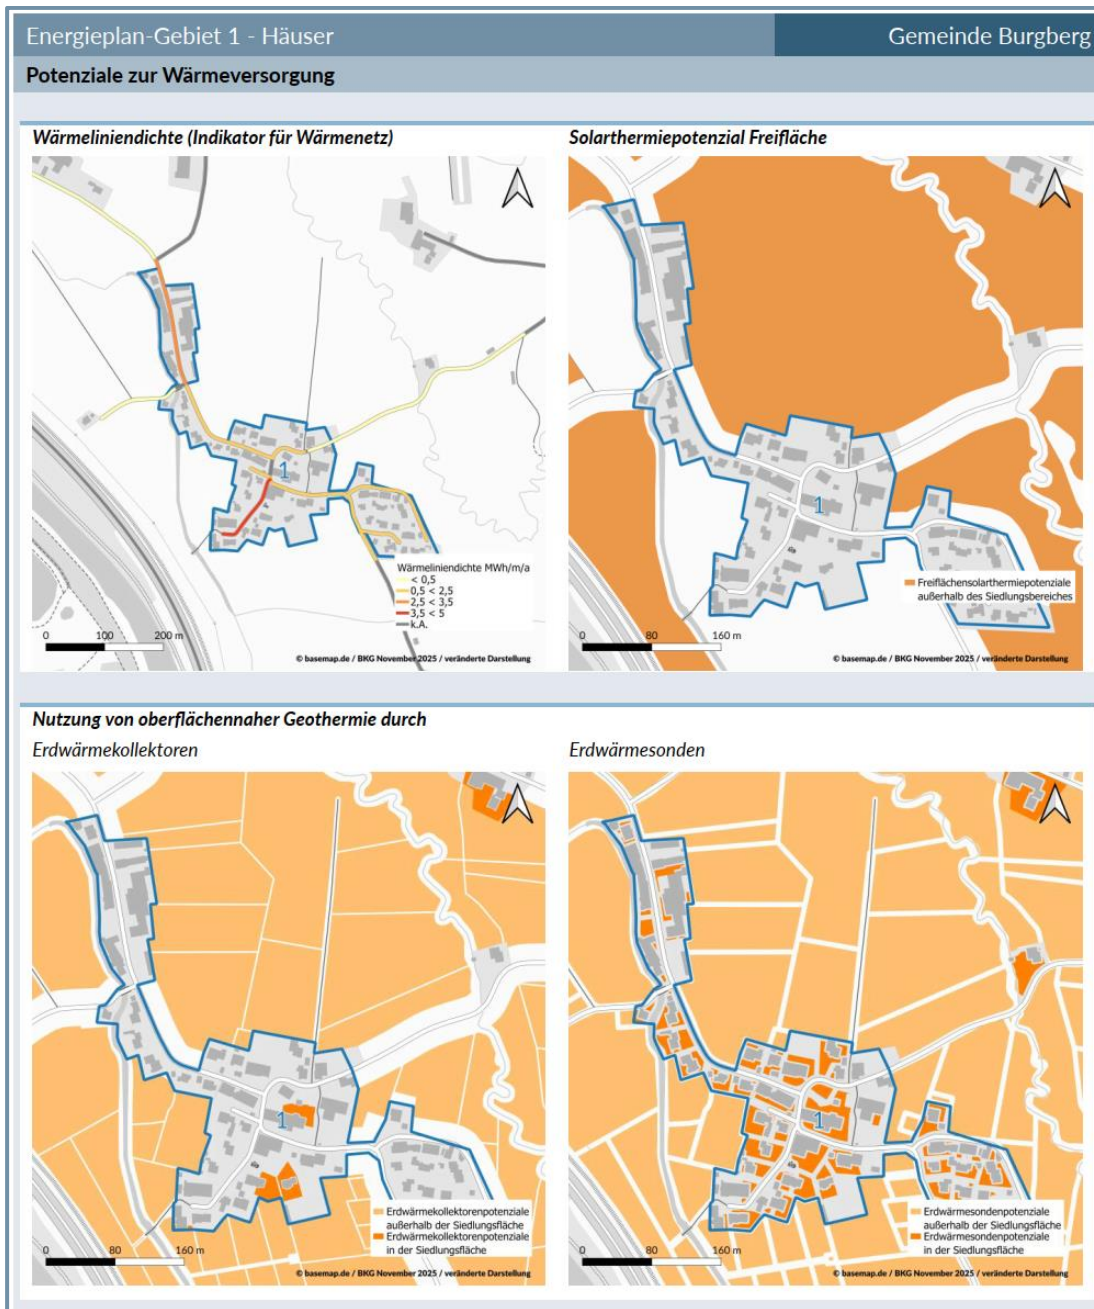 Energieplan-Gebiet 1 - Häuser
Gemeinde Burgberg
Potenziale zur Wärmeversorgung
Wärmeliniendichte (Indikator für Wärmenetz)
1
Wärmeliniendichte MWh/m/a
< 0,5
0,5 < 2,5
2,5 < 3,5
3,5 < 5
k.A.
0 100 200 m
© basemap.de / BKG November 2025 / veränderte Darstellung
Solarthermiepotenzial Freifläche
1
Freiflächensolarthermiepotenziale
außerhalb des Siedlungsbereiches
0 80 160 m
© basemap.de / BKG November 2025 / veränderte Darstellung
Nutzung von oberflächennaher Geothermie durch
Erdwärmekollektoren
1
Erdwärmekollektorenpotenziale
außerhalb der Siedlungsfläche
Erdwärmekollektorenpotenziale
in der Siedlungsfläche
0 80 160 m
© basemap.de / BKG November 2025 / veränderte Darstellung
Erdwärmesonden
1
Erdwärmesondenpotenziale
außerhalb der Siedlungsfläche
Erdwärmesondenpotenziale
in der Siedlungsfläche
0 80 160 m
© basemap.de / BKG November 2025 / veränderte Darstellung